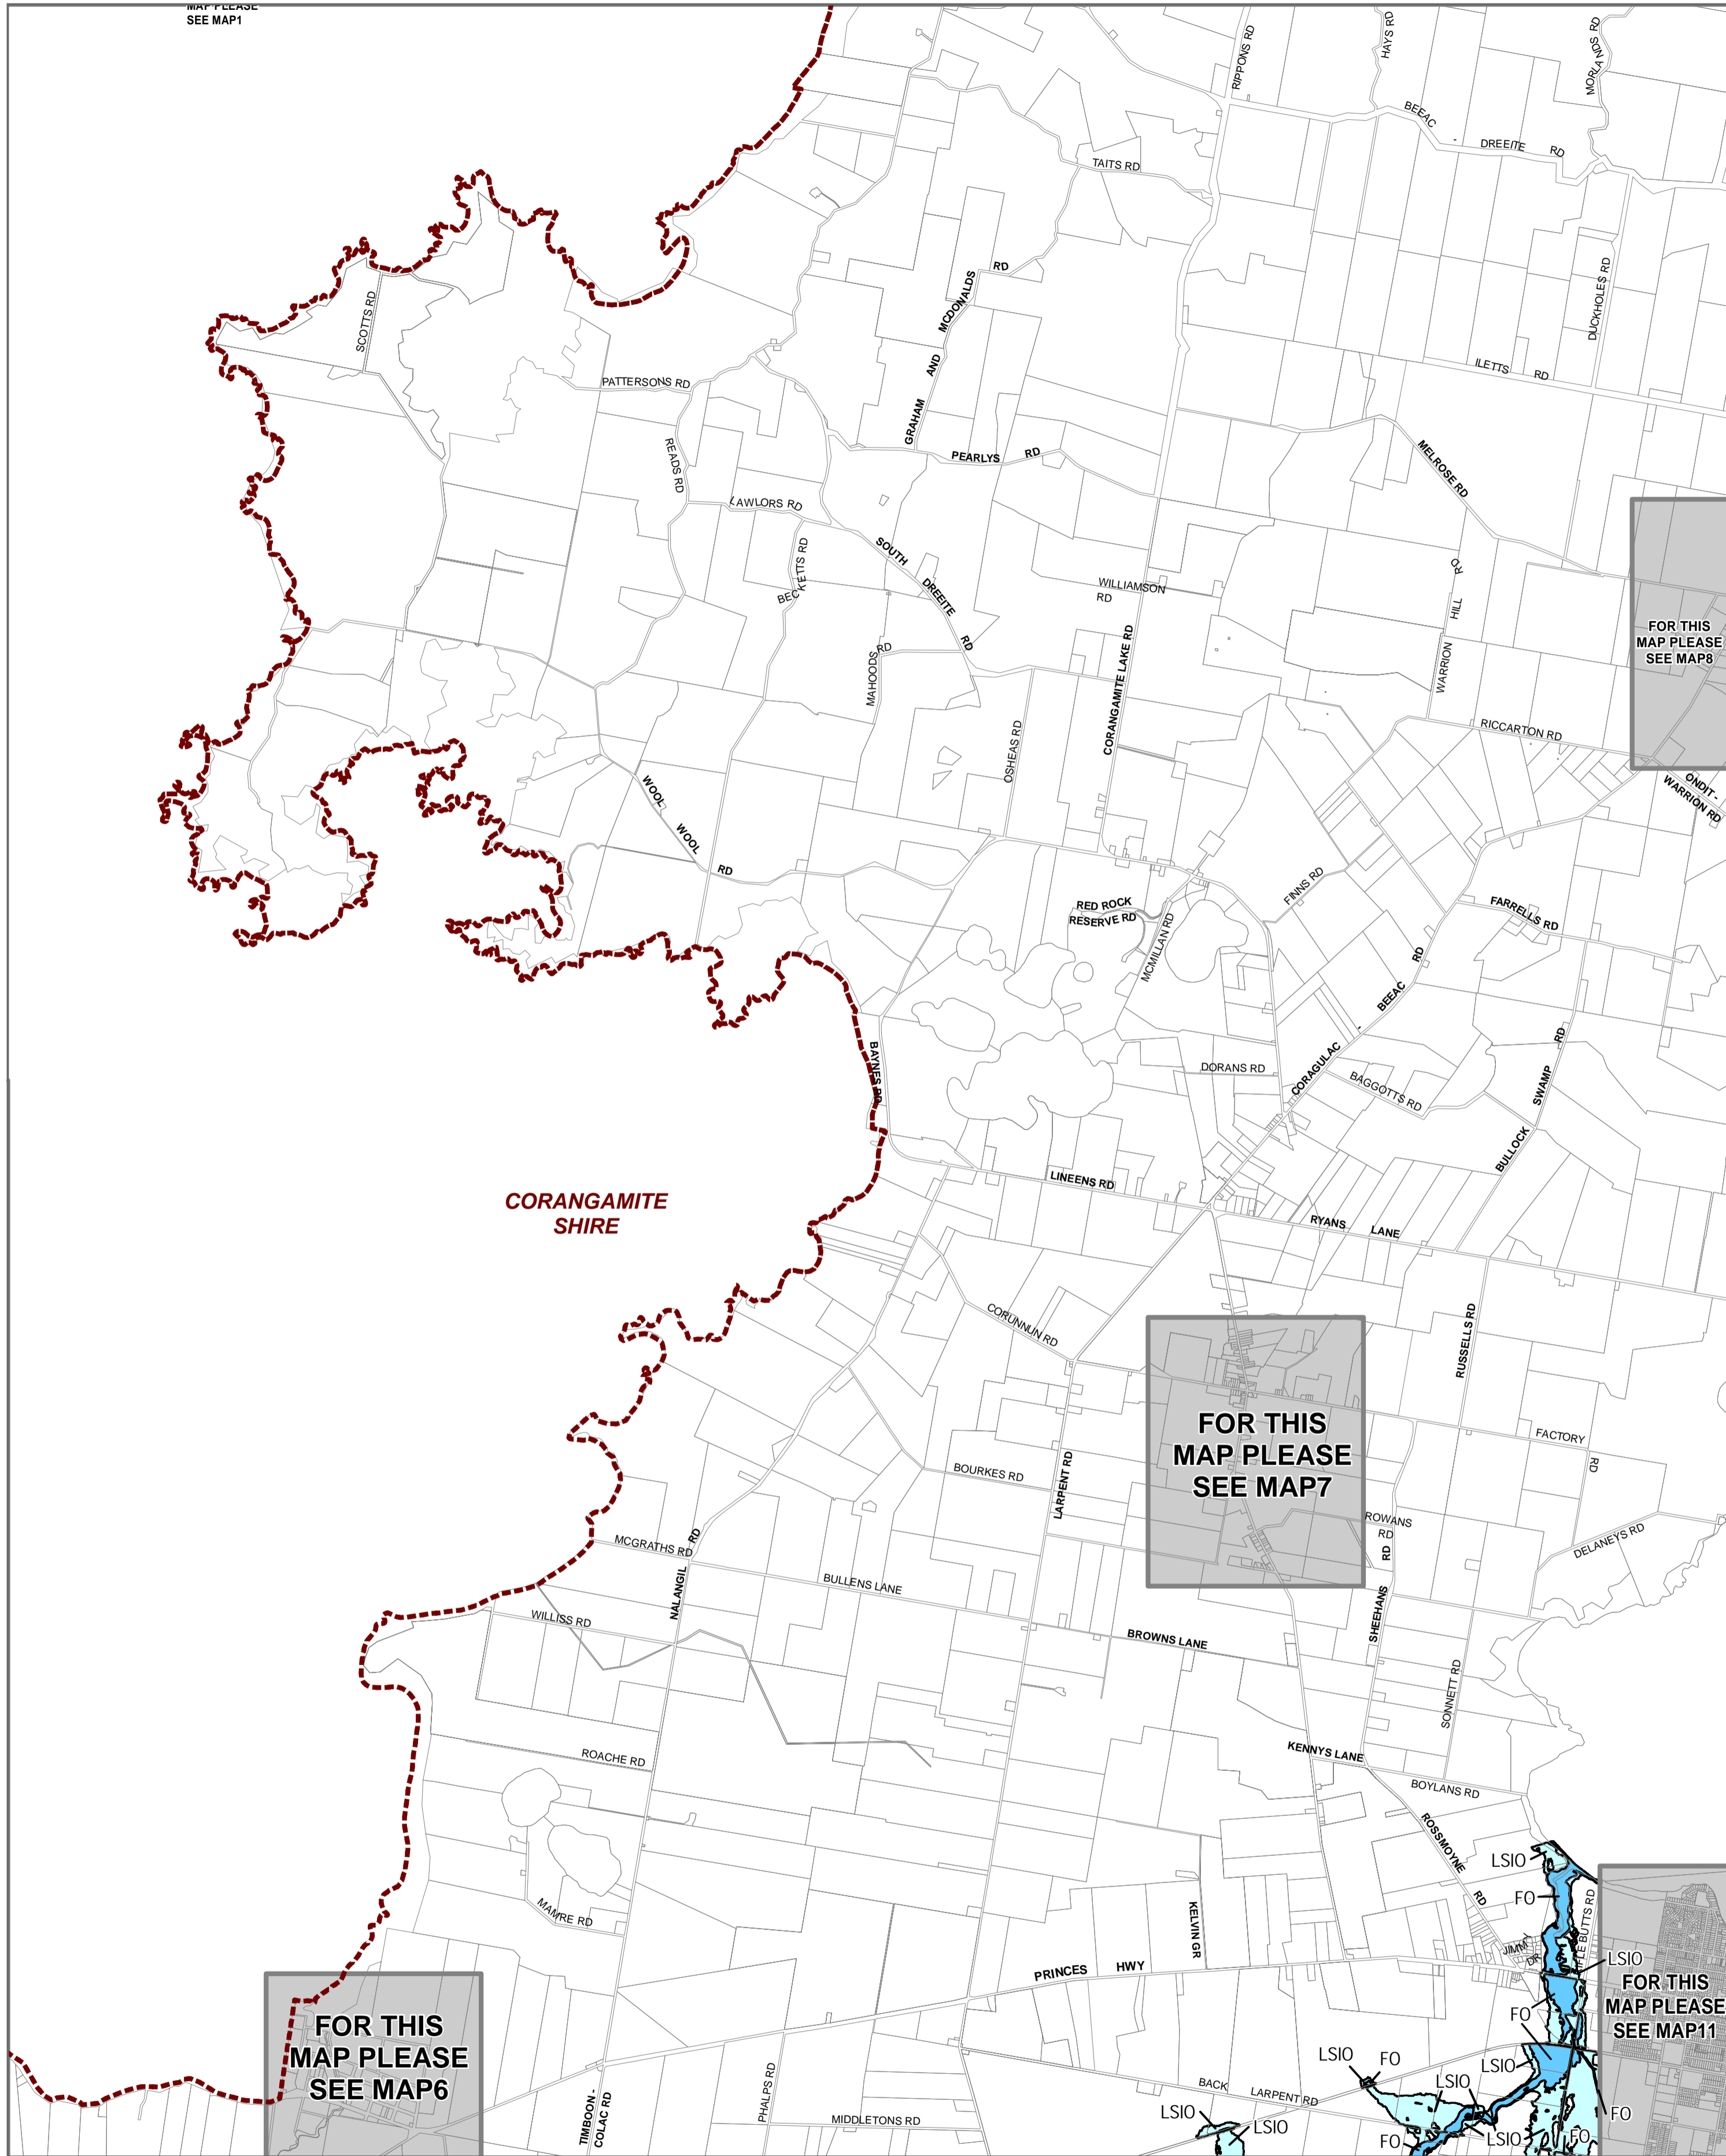 MAP PLEASE
SEE MAP1
RIPPONS RD
HAYS RD
MORLANDS RD
BEEAC
-
DREEITE
RD
TAITS RD
SCOTTS RD
GRAHAM
AND
MCDONALDS
RD
DUCKHOLES RD
ILETTS
RD
PATTERSONS RD
READS RD
PEARLYS
RD
MELROSE RD
LAWLORS RD
BECKETTS RD
SOUTH
DREEITE
RD
WILLIAMSON
RD
WARRION
HILL
RD
FOR THIS
MAP PLEASE
SEE MAP8
MAHOODS
RD
CORANGAMITE LAKE RD
OSHEAS RD
RICCARTON RD
ONDIT -
WARRION RD
WOOL
WOOL
RD
RED ROCK
RESERVE RD
MCMILLAN RD
FINNS RD
FARRELLS RD
CORAGULAC
-
BEEAC
RD
BAYNES RD
DORANS RD
BAGGOTTS RD
BULLOCK
SWAMP
RD
LINEENS RD
RYANS
LANE
CORANGAMITE
SHIRE
CORUNNUN RD
RUSSELLS RD
FOR THIS
MAP PLEASE
SEE MAP7
FACTORY
RD
BOURKES RD
LARPENT RD
ROWANS
RD
DELANEYS RD
MCGRATHS RD
NALANGIL
RD
BULLENS LANE
SHEEHANS
RD
WILLISS RD
BROWNS LANE
SONNETT RD
ROACHE RD
KENNYS LANE
BOYLANS RD
ROSSMOYNE
RD
LSIO
FO
MAMRE RD
KELVIN GR
JIMMY
DR
RIFLE BUTTS RD
LSIO
PRINCES
HWY
FOR THIS
MAP PLEASE
SEE MAP11
FO
FOR THIS
MAP PLEASE
SEE MAP6
LSIO
FO
LSIO
LSIO
PHALPS RD
BACK
LARPENT RD
TIMBOON -
COLAC RD
MIDDLETONS RD
LSIO
LSIO
FO
LSIO
FO
FO